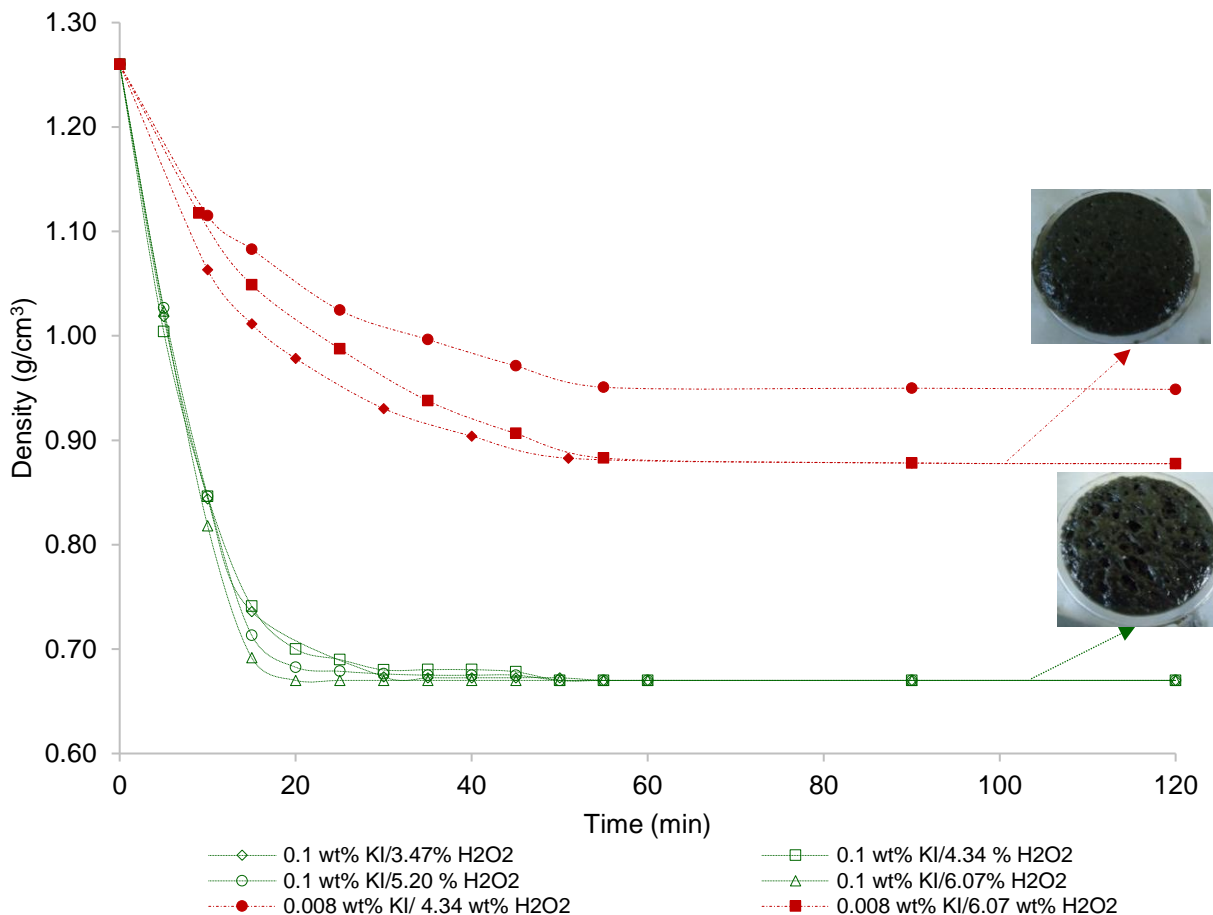 1.30
1.20
1.10
1.00
0.90
0.80
0.70
0.60
Density (g/cm³)
0 20 40 60 80 100 120
Time (min)
0.1 wt% KI/3.47% H2O2 0.1 wt% KI/4.34 % H2O2
0.1 wt% KI/5.20 % H2O2 0.1 wt% KI/6.07% H2O2
0.008 wt% KI/ 4.34 wt% H2O2 0.008 wt% KI/6.07 wt% H2O2